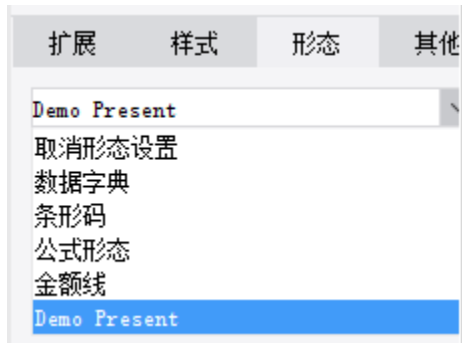 扩展 样式 形态 其他
Demo Present
取消形态设置
数据字典
条形码
公式形态
金额线
Demo Present